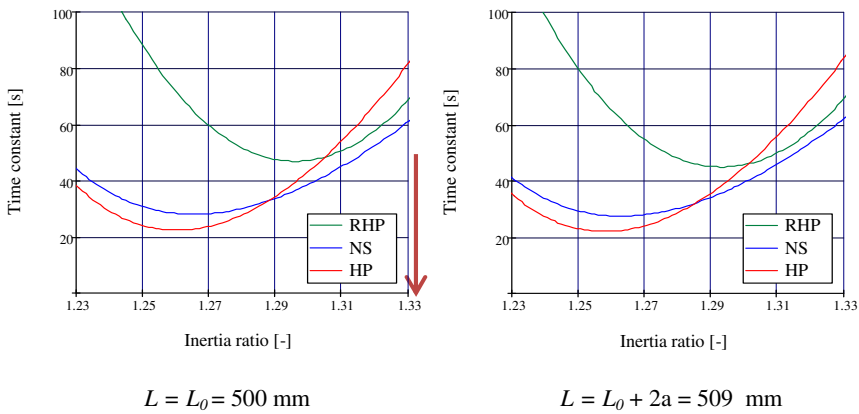 100
80
60
40
20
Time constant [s]
1.23 1.25 1.27 1.29 1.31 1.33
Inertia ratio [-]
RHP
NS
HP
L = L0 = 500 mm
100
80
60
40
20
Time constant [s]
1.23 1.25 1.27 1.29 1.31 1.33
Inertia ratio [-]
RHP
NS
HP
L = L0 + 2a = 509 mm